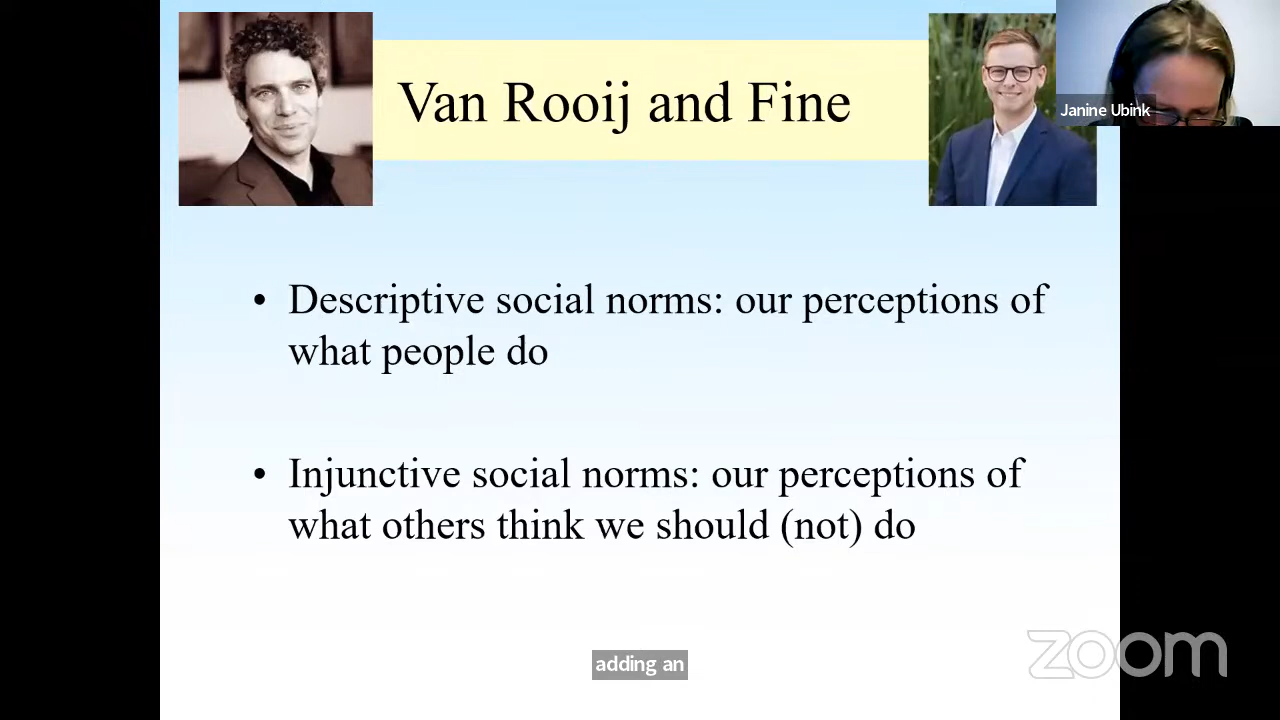 Van Rooij and Fine
Janine Ubink
• Descriptive social norms: our perceptions of
what people do
• Injunctive social norms: our perceptions of
what others think we should (not) do
adding an
zoom